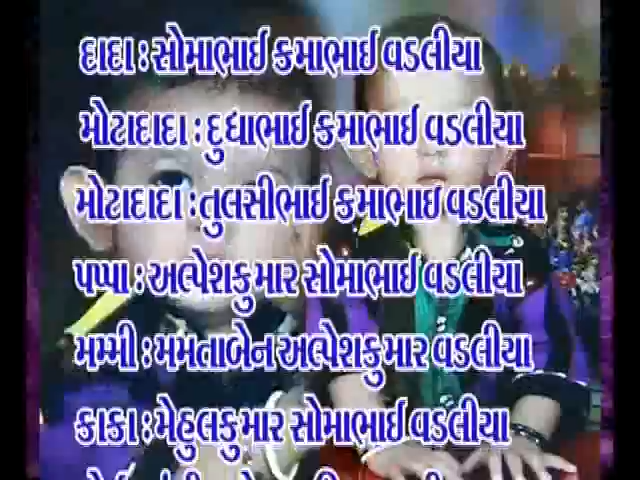 દાદા : સોમાભાઈ કમાભાઈ વડલીયા
મોટાદાદા : દુધાભાઈ કમાભાઈ વડલીયા
મોટાદાદા : તુલસીભાઈ કમાભાઇ વડલીયા
પપ્પા : અલ્પેશકુમાર સોમાભાઈ વડલીયા
મમ્મી : મમતાબેન અલ્પેશકુમાર વડલીયા
કાકા : મેહુલકુમાર સોમાભાઈ વડલીયા